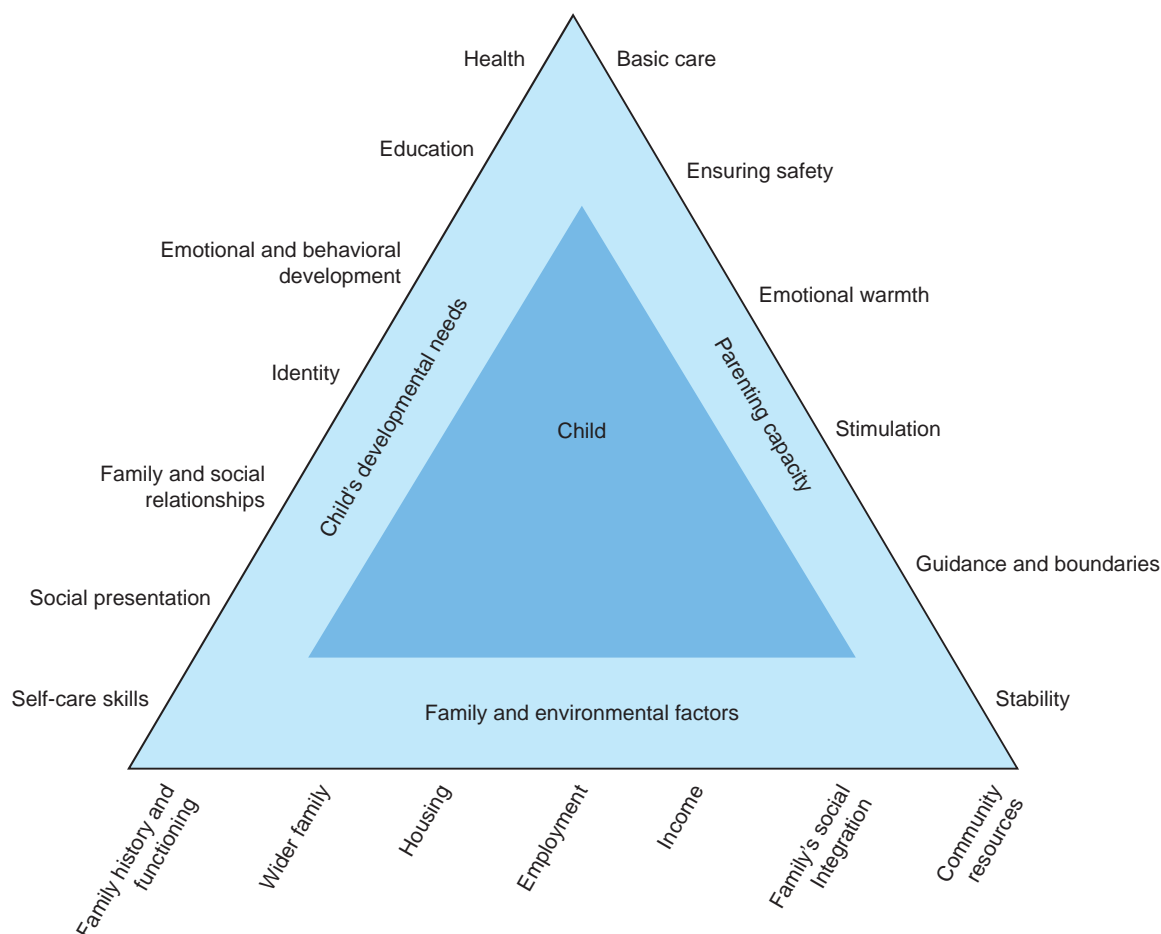 Health
Education
Emotional and behavioral
development
Identity
Family and social
relationships
Social presentation
Self-care skills
Basic care
Ensuring safety
Emotional warmth
Stimulation
Guidance and boundaries
Stability
Child's developmental needs
Child
Parenting capacity
Family and environmental factors
Family history and
functioning
Wider family
Housing
Employment
Income
Family's social
Integration
Community
resources